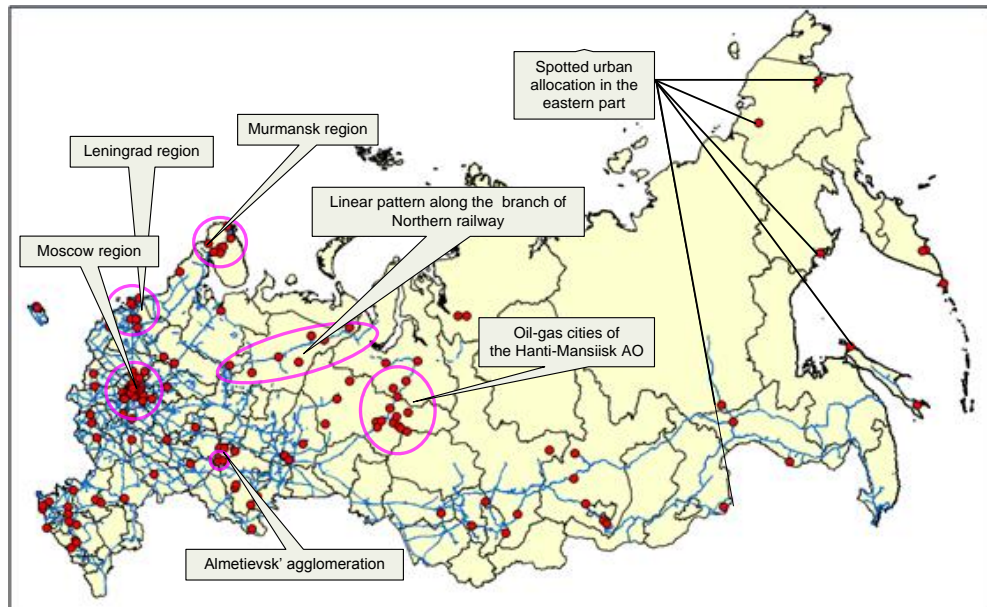 Spotted urban
allocation in the
eastern part
Murmansk region
Leningrad region
Linear pattern along the branch of
Northern railway
Moscow region
Oil-gas cities of
the Hanti-Mansiisk AO
Almetievsk' agglomeration